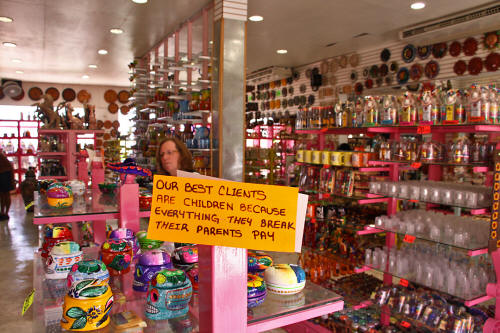 OUR BEST CLIENTS
ARE CHILDREN BECAUSE
EVERYTHING THEY BREAK
THEIR PARENTS PAY